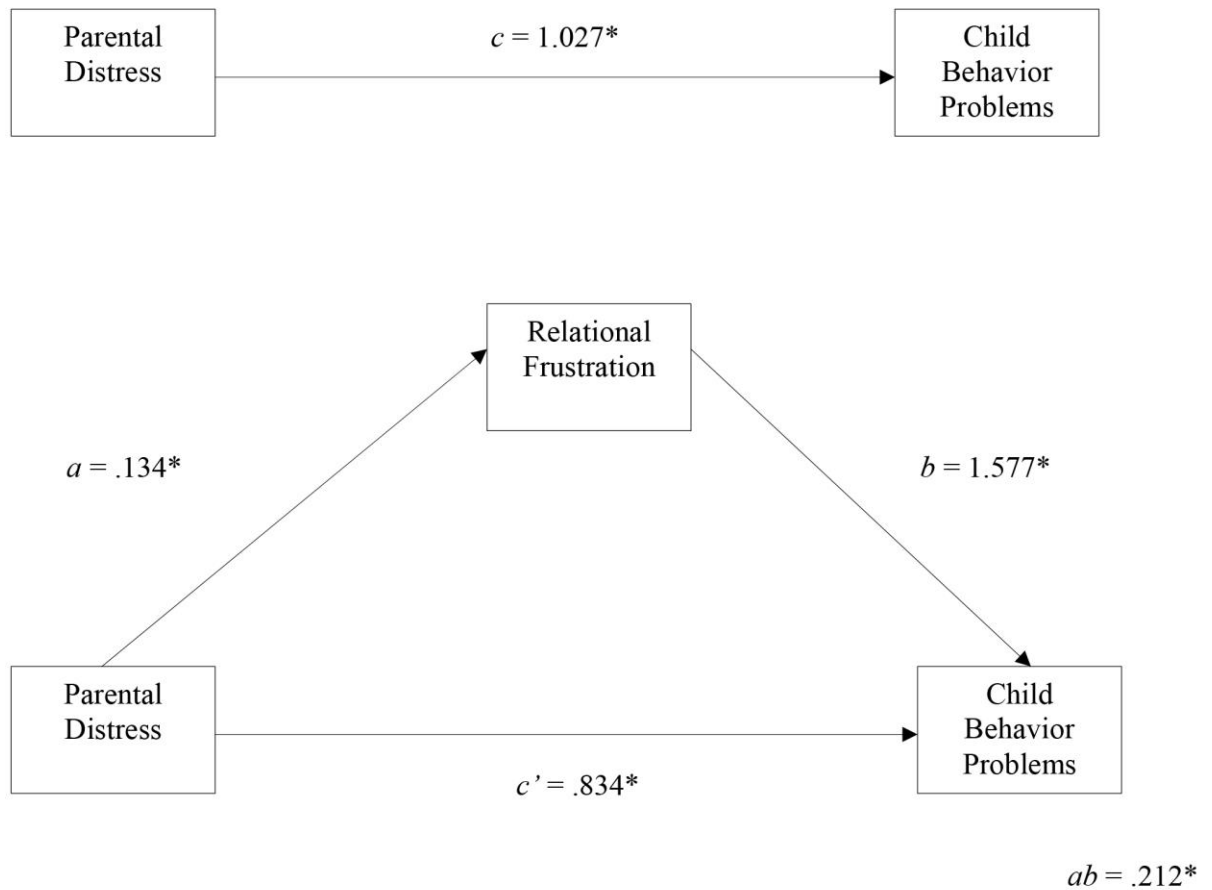 Parental
Distress
c = 1.027*
Child
Behavior
Problems
Relational
Frustration
a = .134*
b = 1.577*
Parental
Distress
c’ = .834*
Child
Behavior
Problems
ab = .212*